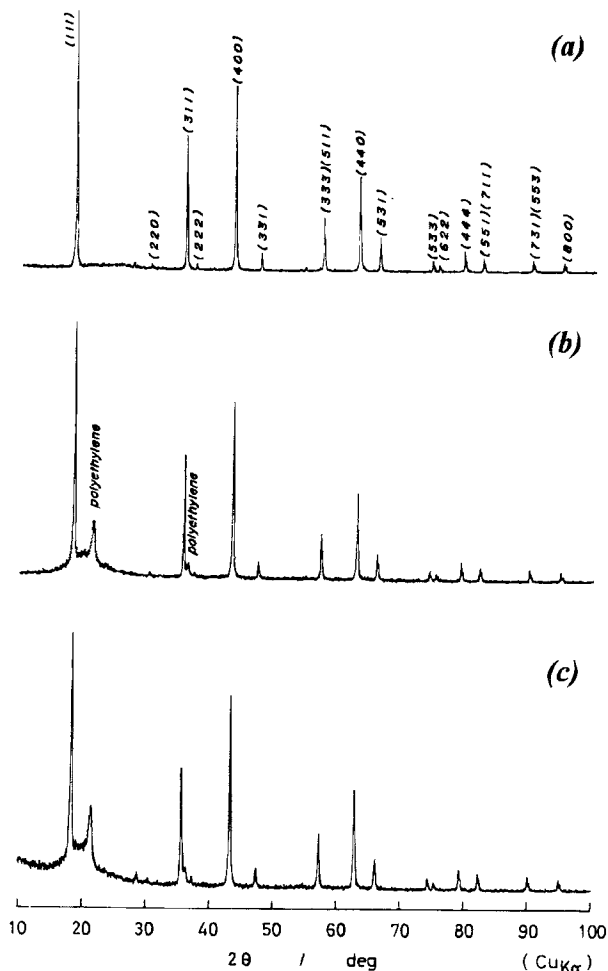 (a)
(111)
(220)
(311)
(222)
(400)
(331)
(333)(511)
(440)
(531)
(533)
(622)
(444)
(551)(711)
(731)(553)
(800)
(b)
polyethylene
polyethylene
(c)
10 20 30 40 50 60 70 80 90 100
2θ / deg (CuKα)